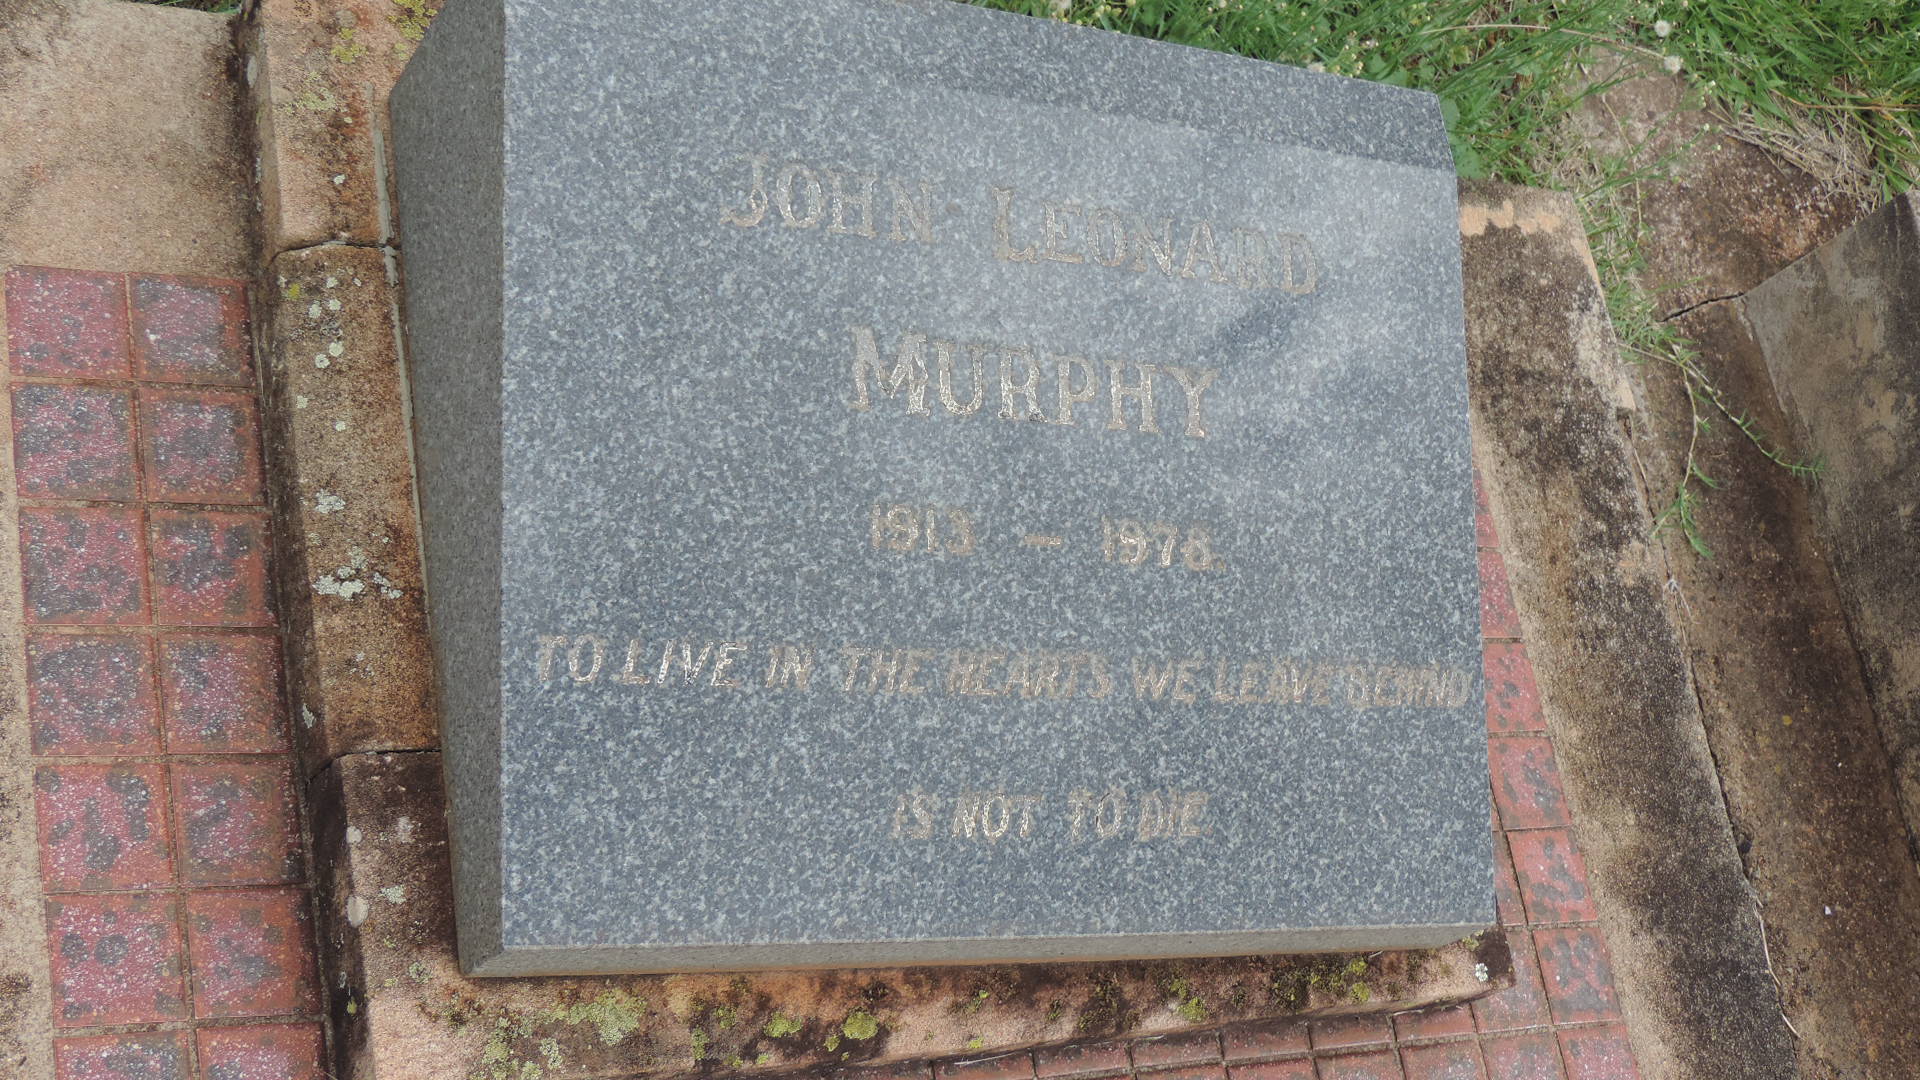 JOHN LEONARD
MURPHY
1913 - 1978.
TO LIVE IN THE HEARTS WE LEAVE BEHIND
IS NOT TO DIE.